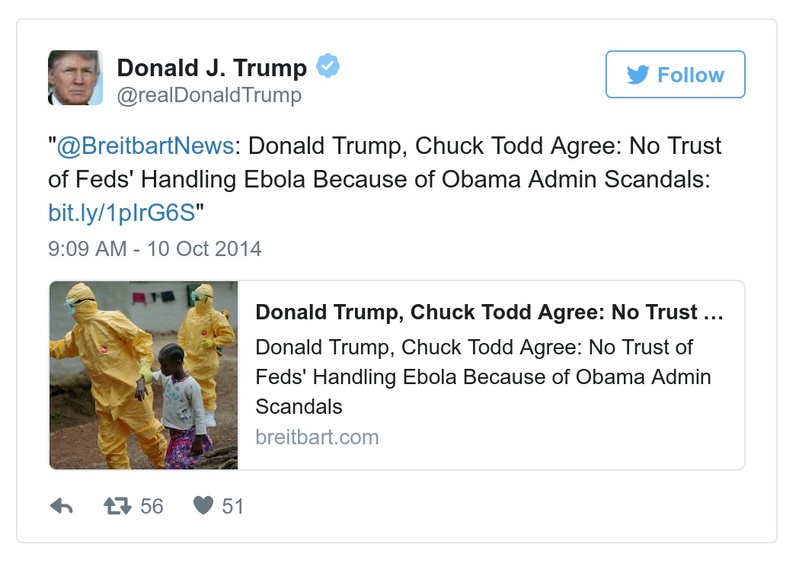 Donald J. Trump
Follow
@realDonaldTrump
"@BreitbartNews: Donald Trump, Chuck Todd Agree: No Trust
of Feds' Handling Ebola Because of Obama Admin Scandals:
bit.ly/1pIrG6S"
9:09 AM - 10 Oct 2014
Donald Trump, Chuck Todd Agree: No Trust ...
Donald Trump, Chuck Todd Agree: No Trust of
Feds' Handling Ebola Because of Obama Admin
Scandals
breitbart.com
56
51